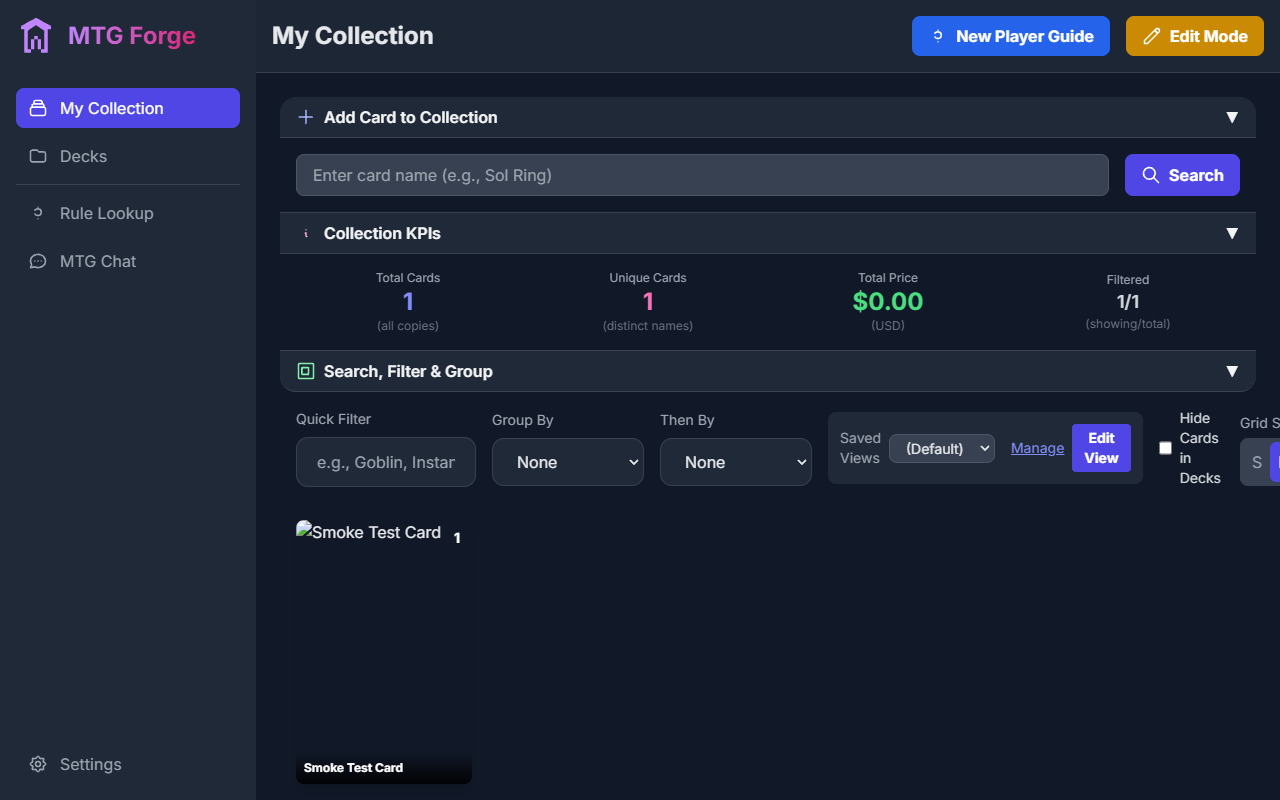 MTG Forge
My Collection
New Player Guide
Edit Mode
My Collection
Decks
Rule Lookup
MTG Chat
Settings
Add Card to Collection
Enter card name (e.g., Sol Ring)
Search
Collection KPIs
Total Cards
1
(all copies)
Unique Cards
1
(distinct names)
Total Price
$0.00
(USD)
Filtered
1/1
(showing/total)
Search, Filter & Group
Quick Filter
e.g., Goblin, Instan
Group By
None
Then By
None
Saved
Views
(Default)
Manage
Edit
View
Hide
Cards
in
Decks
Grid S
S
Smoke Test Card
1
Smoke Test Card